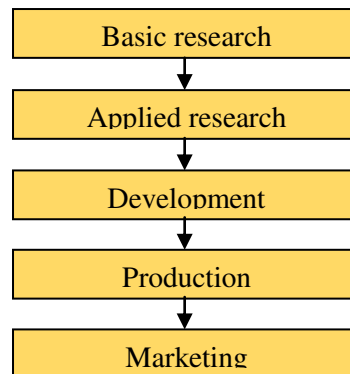 Basic research
Applied research
Development
Production
Marketing